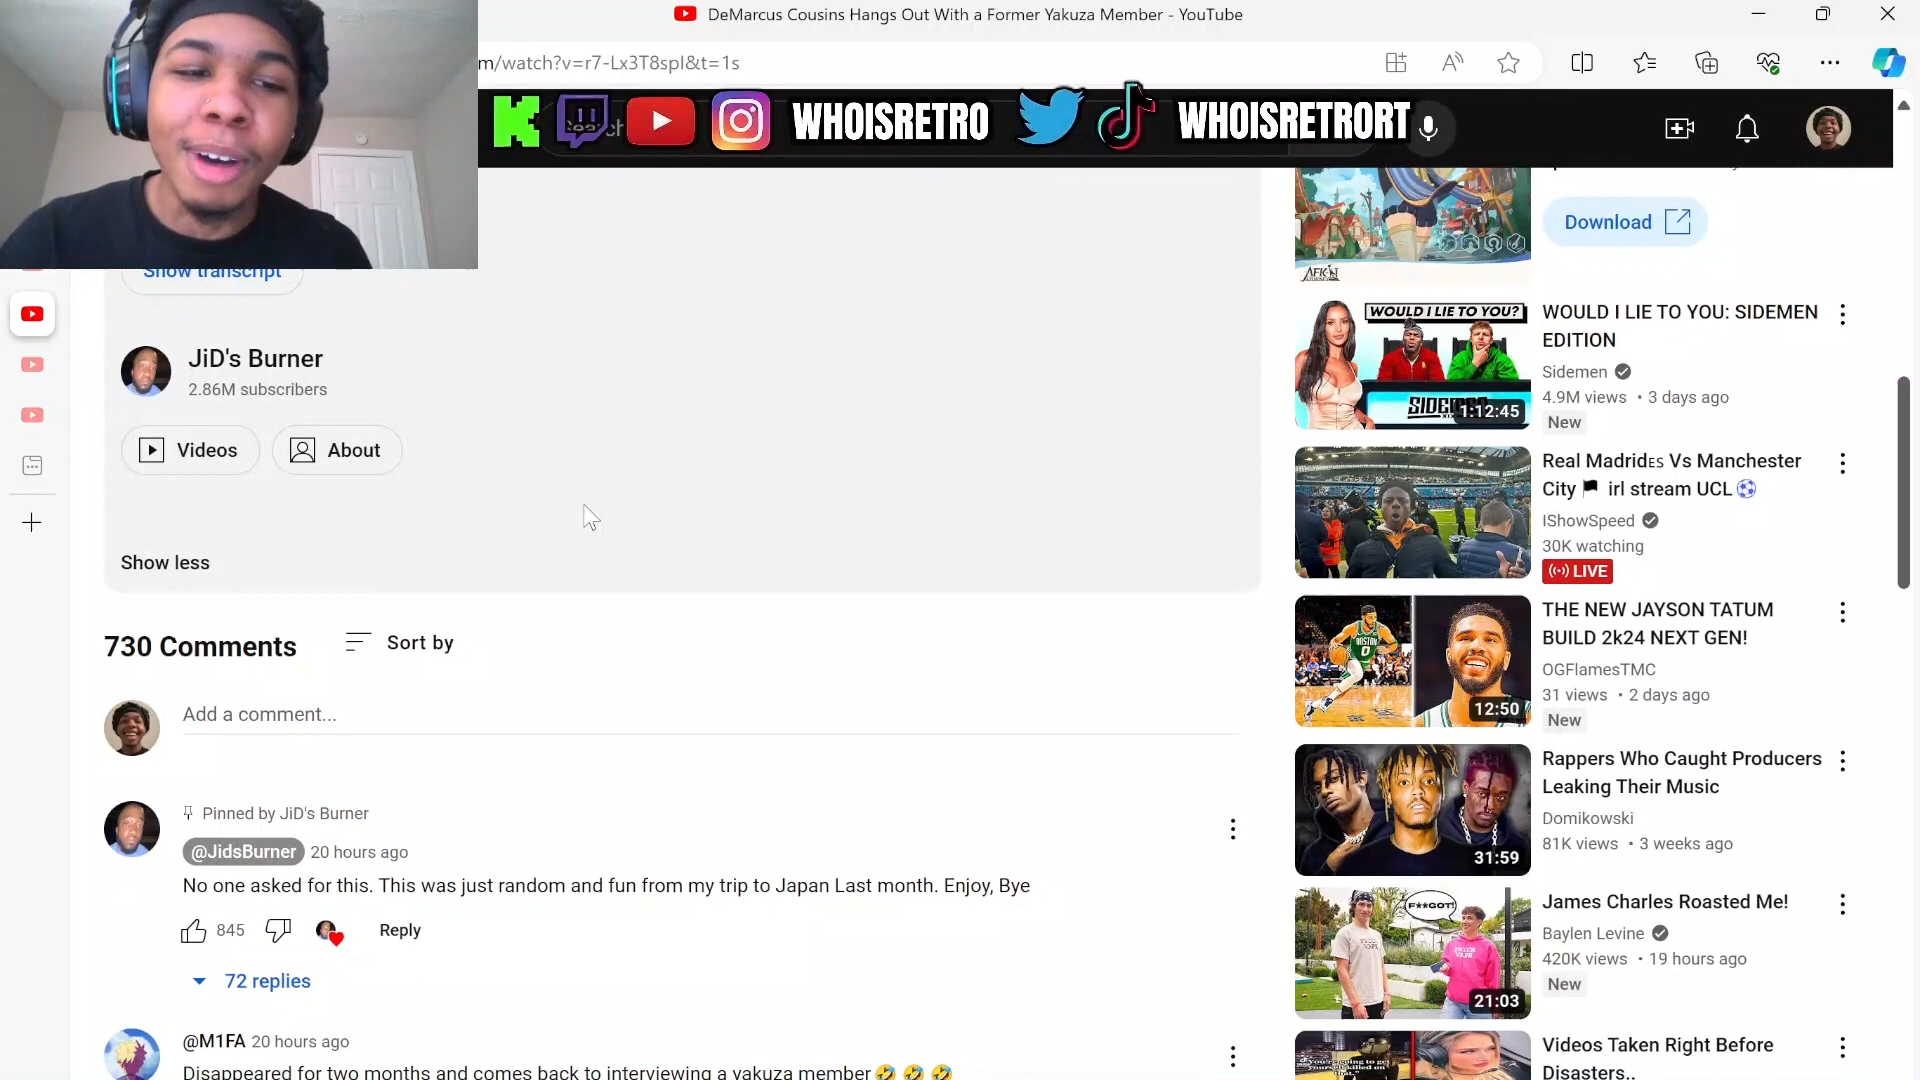 DeMarcus Cousins Hangs Out With a Former Yakuza Member - YouTube
m/watch?v=r7-Lx3T8spI&t=1s
WHOISRETRO
WHOISRETRORT
Download
Show transcript
JiD's Burner
2.86M subscribers
Videos
About
Show less
730 Comments
Sort by
Add a comment...
Pinned by JiD's Burner
@JidsBurner 20 hours ago
No one asked for this. This was just random and fun from my trip to Japan Last month. Enjoy, Bye
845
Reply
72 replies
@M1FA 20 hours ago
Disappeared for two months and comes back to interviewing a yakuza member🤣 🤣 🤣
WOULD I LIE TO YOU?
1:12:45
WOULD I LIE TO YOU: SIDEMEN
EDITION
Sidemen
4.9M views • 3 days ago
New
Real Madridᴇs Vs Manchester
City 🏴 irl stream UCL⚽
IShowSpeed
30K watching
LIVE
BOSTON
0
12:50
THE NEW JAYSON TATUM
BUILD 2k24 NEXT GEN!
OGFlamesTMC
31 views • 2 days ago
New
31:59
Rappers Who Caught Producers
Leaking Their Music
Domikowski
81K views • 3 weeks ago
F**GOT!
21:03
James Charles Roasted Me!
Baylen Levine
420K views • 19 hours ago
New
Videos Taken Right Before
Disasters..